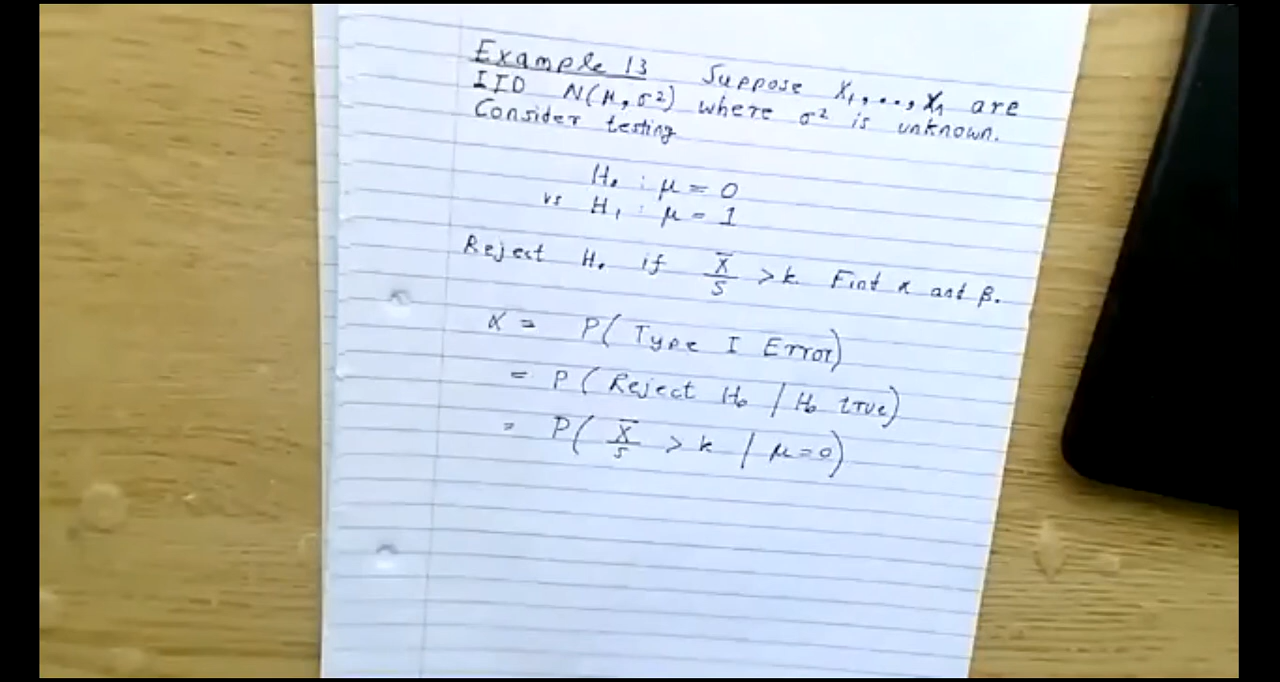 Example 13 Suppose X1,..., Xn are
IID N(μ, σ²) where σ² is unknown.
Consider testing
H₀ : μ = 0
vs H₁ : μ = 1
Reject H₀ if X̄/S > k. Find α and β.
α = P( Type I Error)
= P ( Reject H₀ / H₀ true)
= P( X̄/S > k / μ=0)